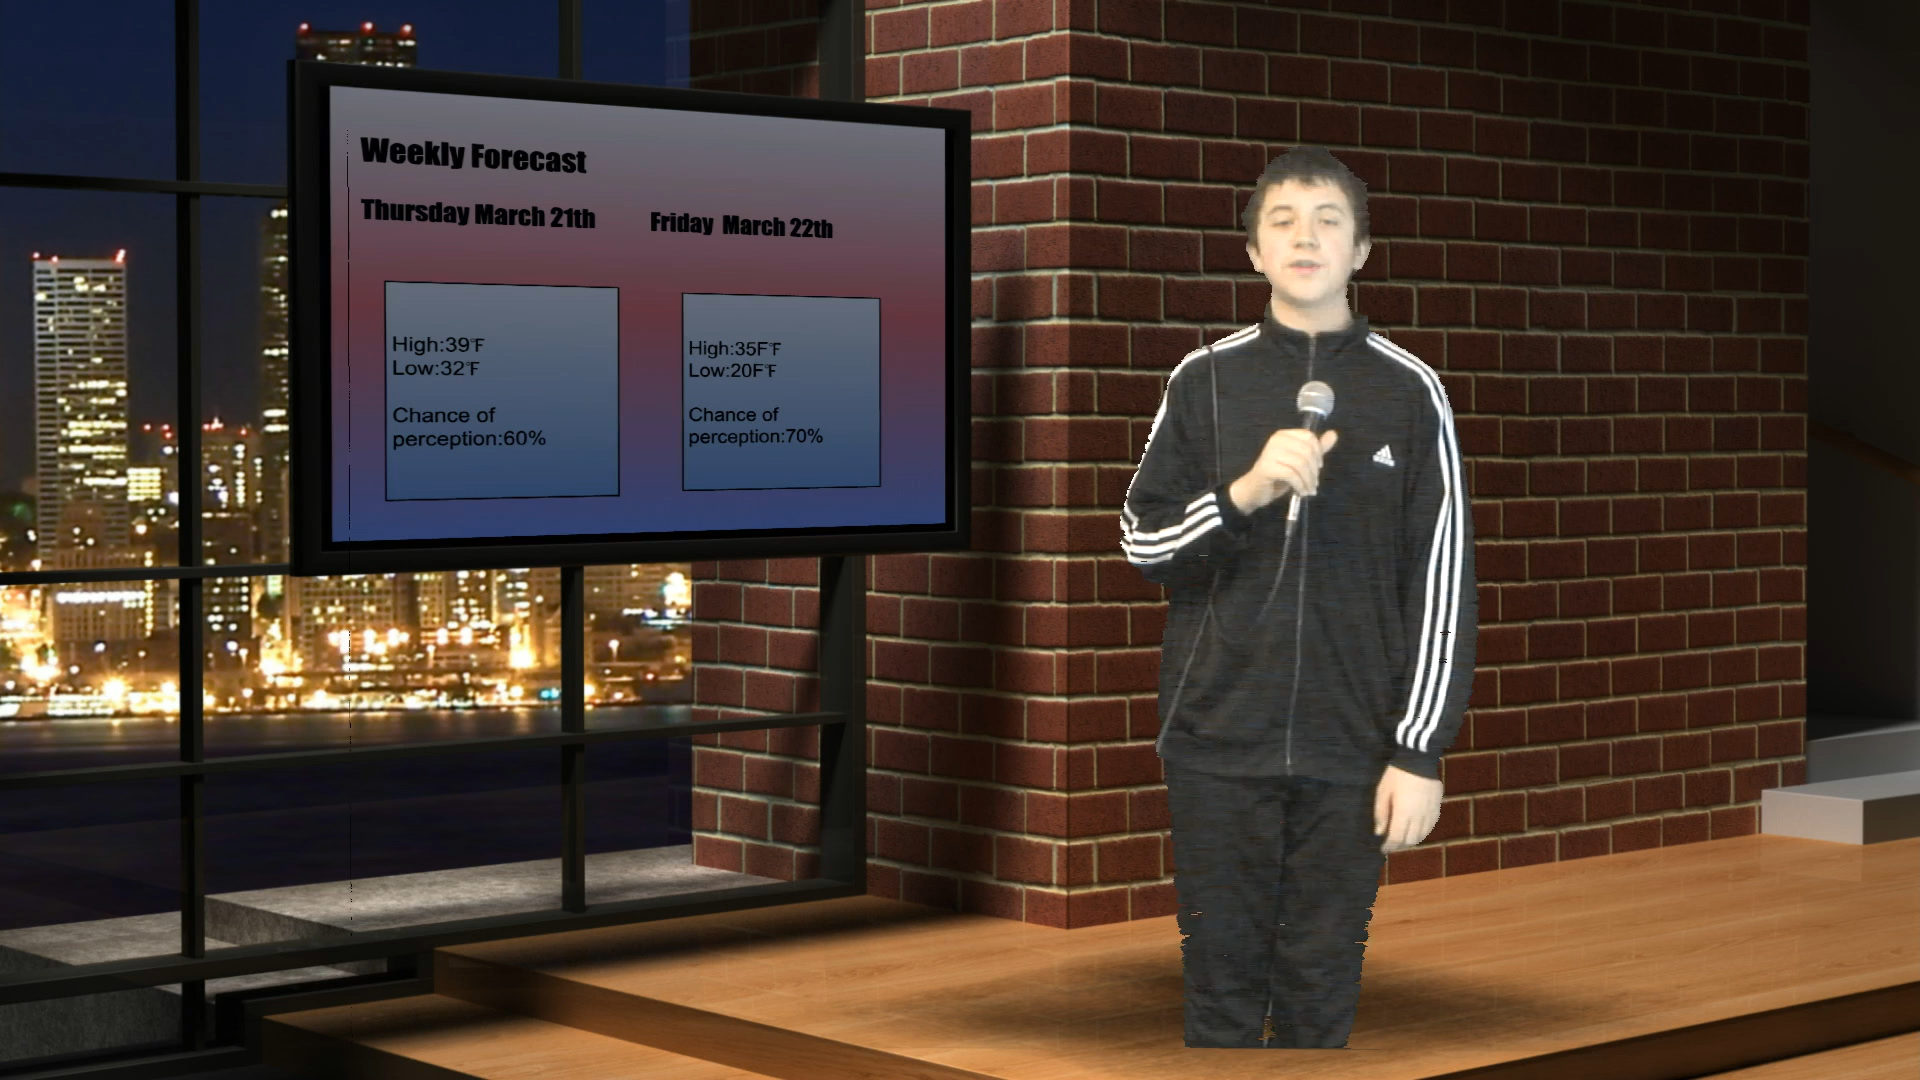 Weekly Forecast
Thursday March 21th
Friday March 22th
High:39°F
Low:32°F
Chance of
perception:60%
High:35F°F
Low:20F°F
Chance of
perception:70%